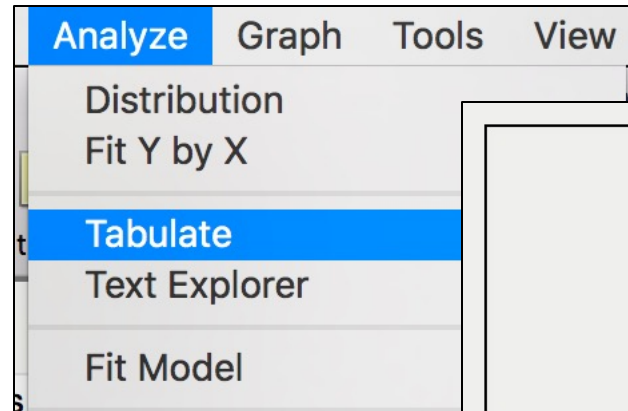 Analyze Graph Tools View
Distribution
Fit Y by X
Tabulate
t
Text Explorer
Fit Model
s